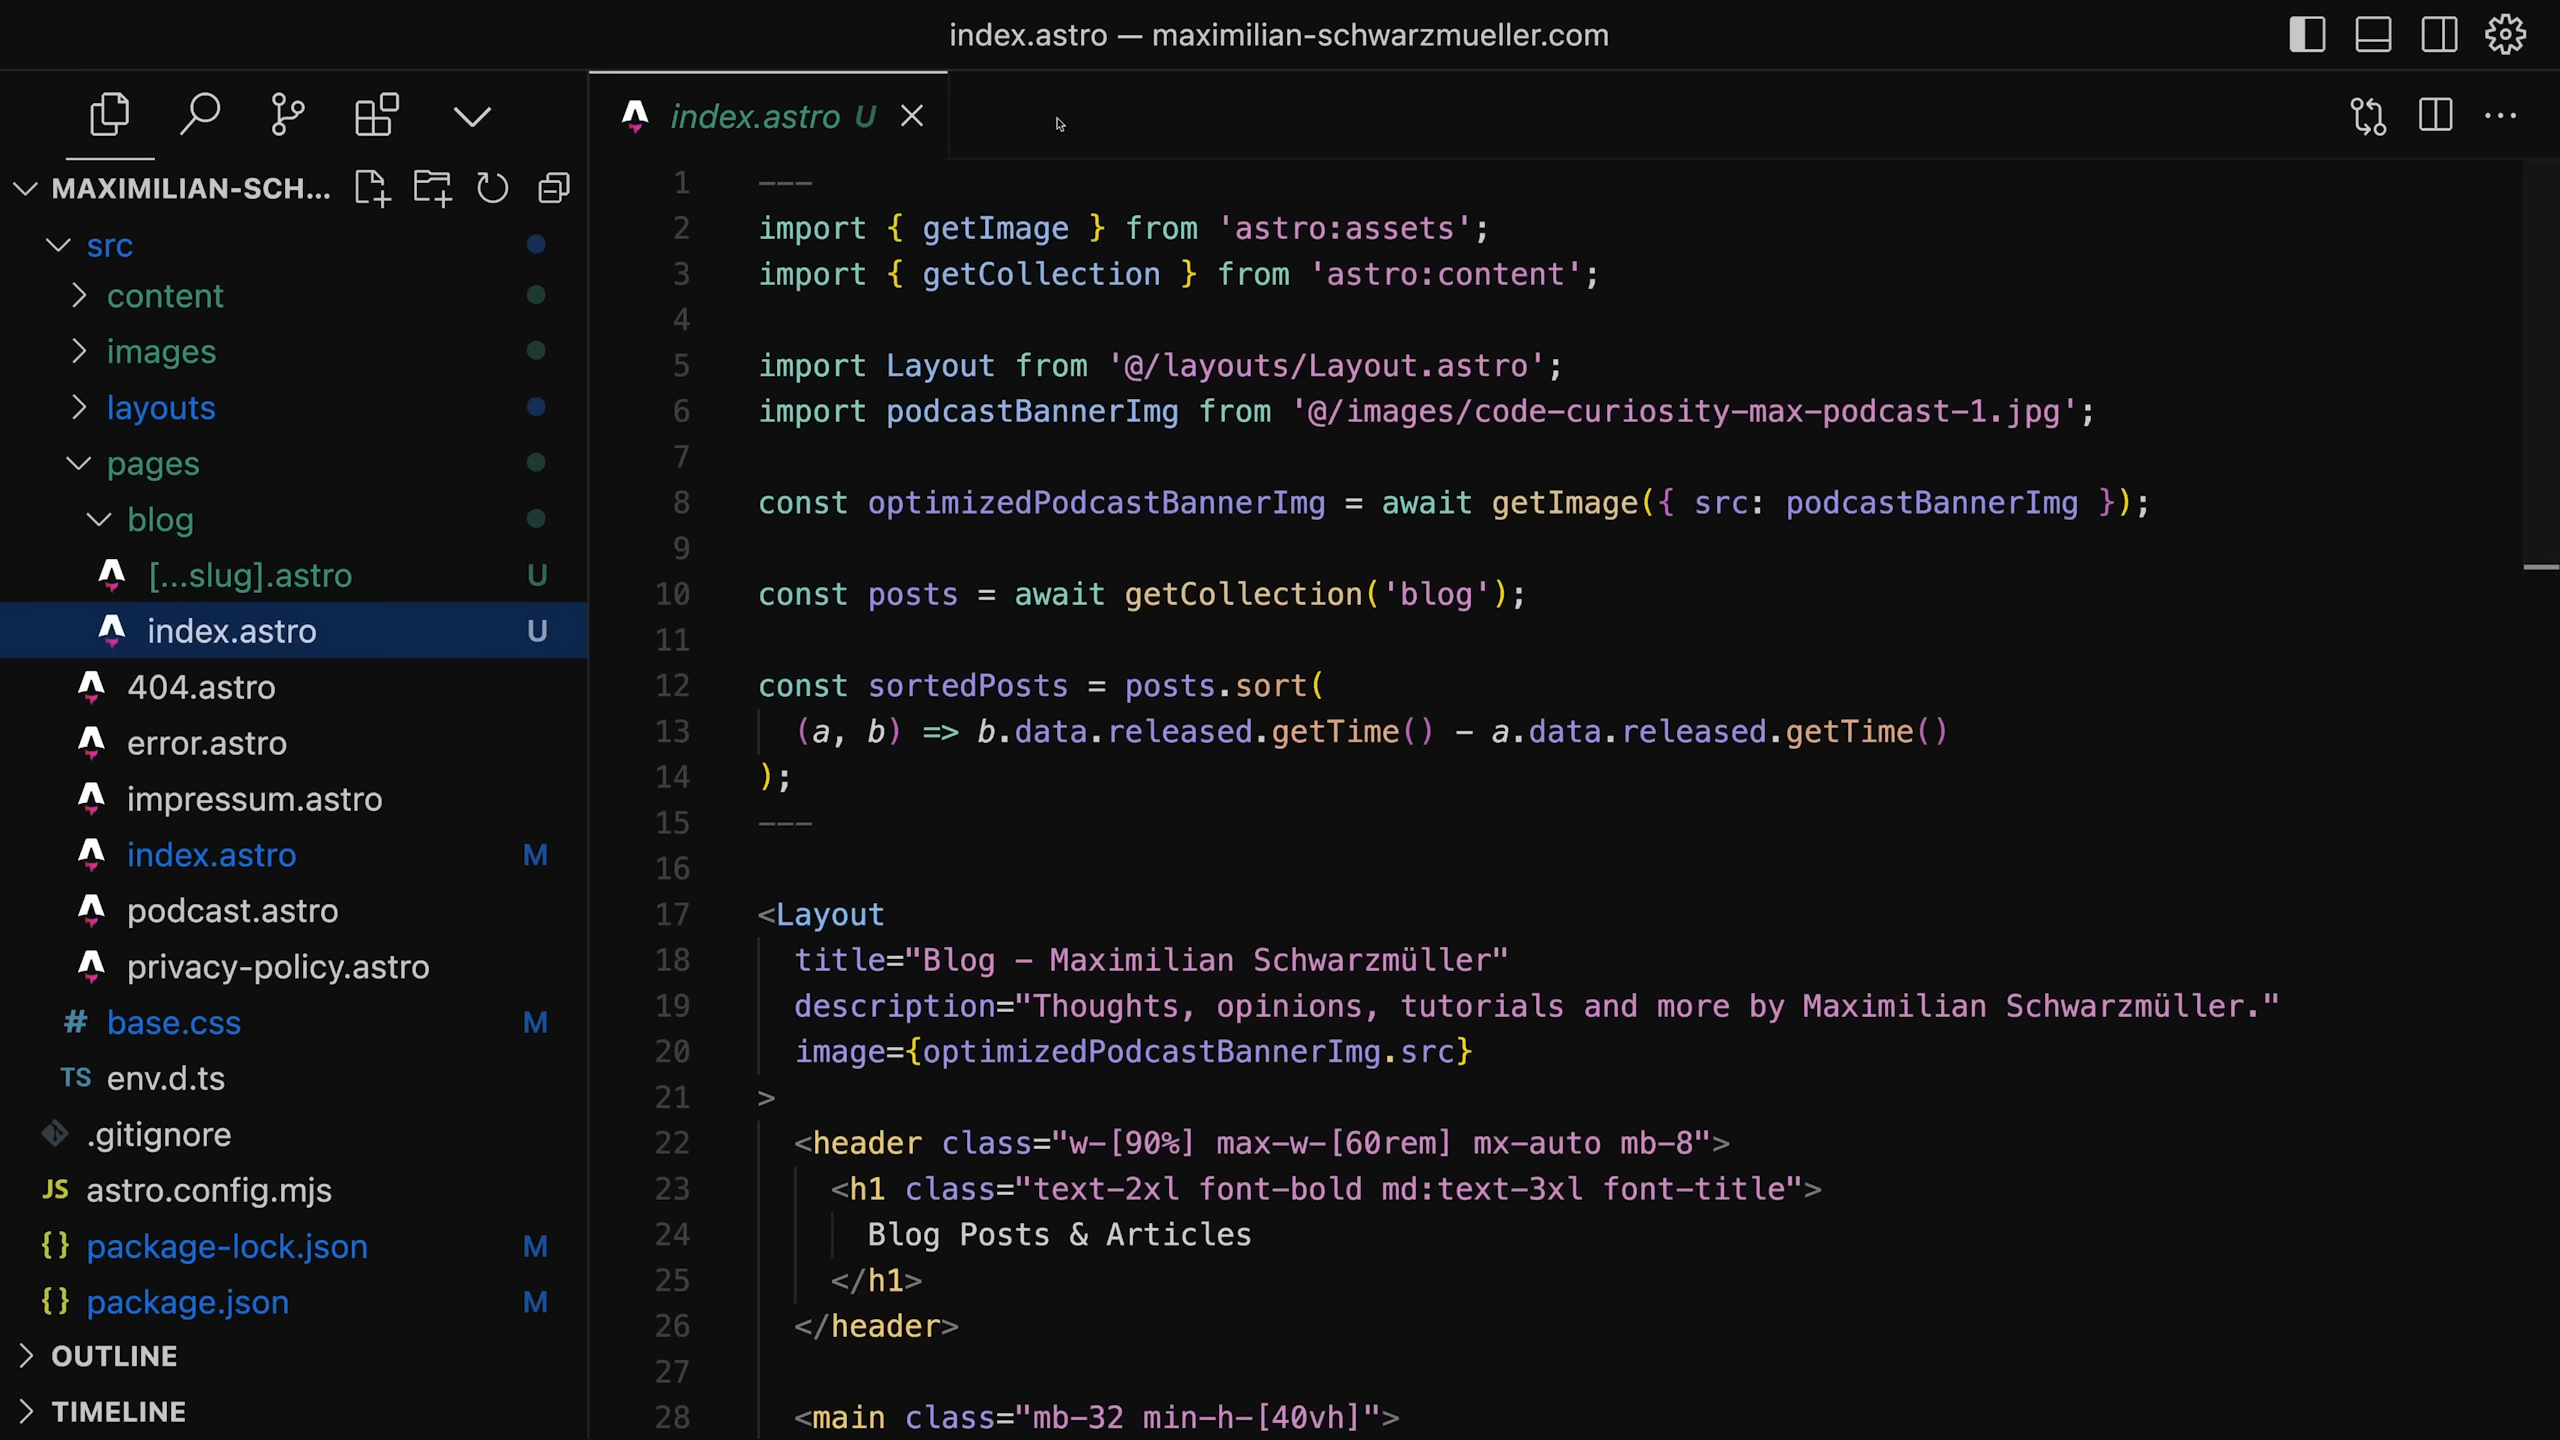 index.astro — maximilian-schwarzmueller.com
MAXIMILIAN-SCH...
src
content
images
layouts
pages
blog
[...slug].astro U
index.astro U
404.astro
error.astro
impressum.astro
index.astro M
podcast.astro
privacy-policy.astro
# base.css M
TS env.d.ts
.gitignore
JS astro.config.mjs
{} package-lock.json M
{} package.json M
OUTLINE
TIMELINE
index.astro U
1 ---
2 import { getImage } from 'astro:assets';
3 import { getCollection } from 'astro:content';
4
5 import Layout from '@/layouts/Layout.astro';
6 import podcastBannerImg from '@/images/code-curiosity-max-podcast-1.jpg';
7
8 const optimizedPodcastBannerImg = await getImage({ src: podcastBannerImg });
9
10 const posts = await getCollection('blog');
11
12 const sortedPosts = posts.sort(
13 (a, b) => b.data.released.getTime() - a.data.released.getTime()
14 );
15 ---
16
17 <Layout
18 title="Blog - Maximilian Schwarzmüller"
19 description="Thoughts, opinions, tutorials and more by Maximilian Schwarzmüller."
20 image={optimizedPodcastBannerImg.src}
21 >
22 <header class="w-[90%] max-w-[60rem] mx-auto mb-8">
23 <h1 class="text-2xl font-bold md:text-3xl font-title">
24 Blog Posts & Articles
25 </h1>
26 </header>
27
28 <main class="mb-32 min-h-[40vh]">